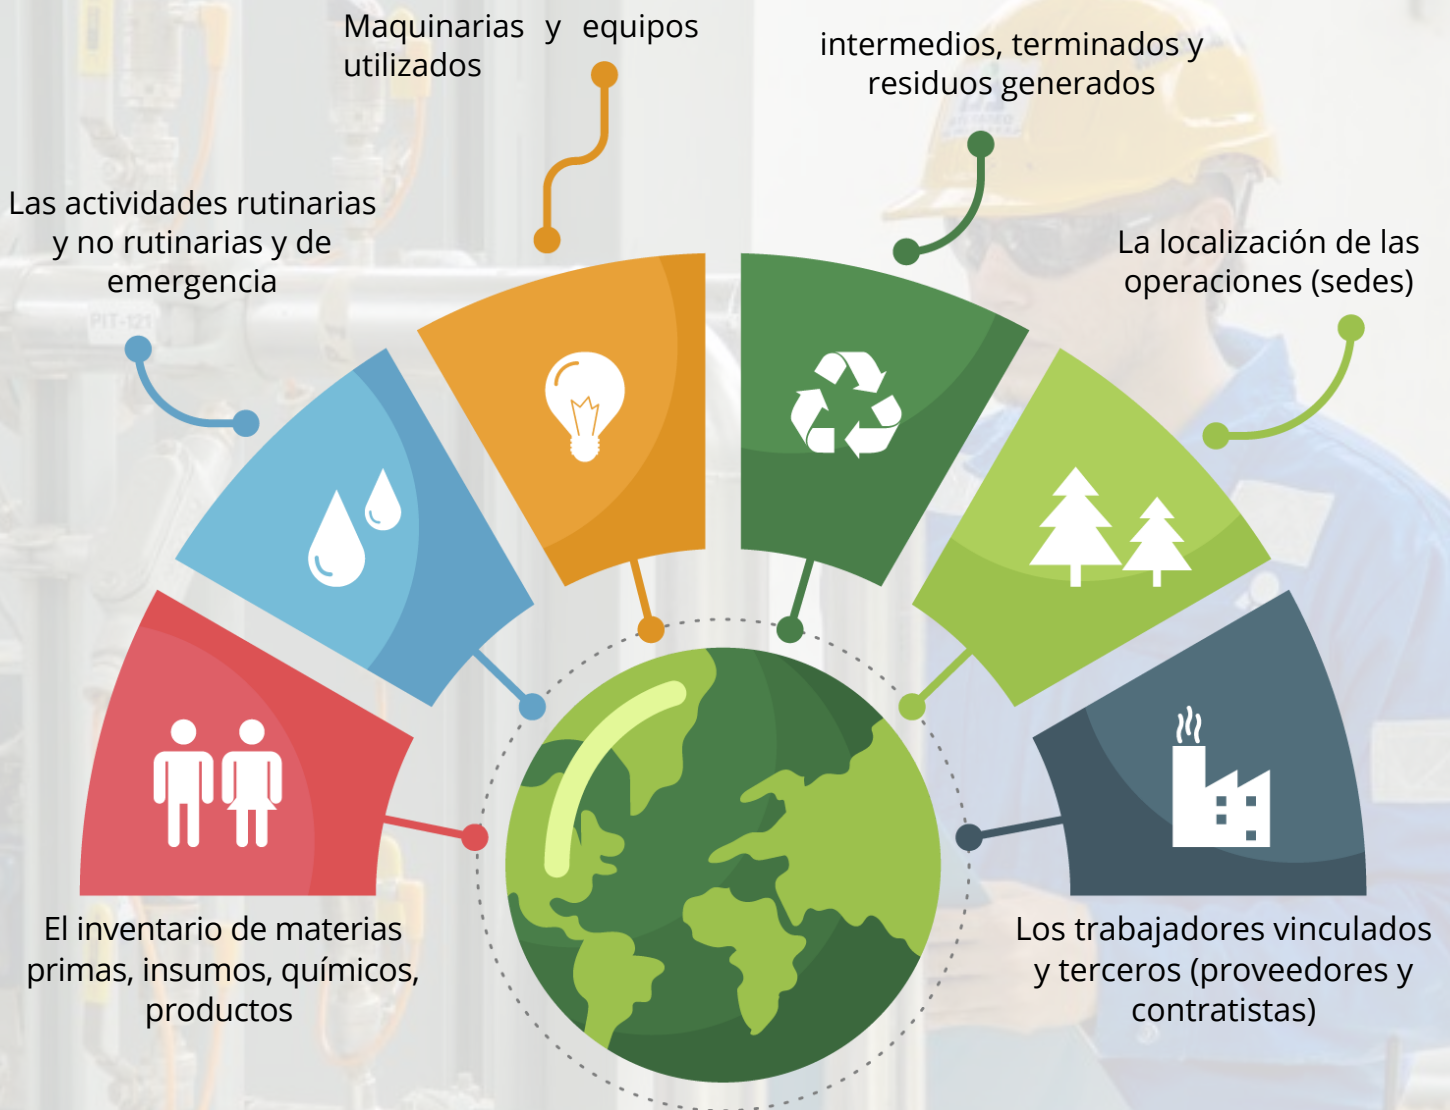 Maquinarias y equipos
utilizados
intermedios, terminados y
residuos generados
Las actividades rutinarias
y no rutinarias y de
emergencia
La localización de las
operaciones (sedes)
PIT-121
El inventario de materias
primas, insumos, químicos,
productos
Los trabajadores vinculados
y terceros (proveedores y
contratistas)